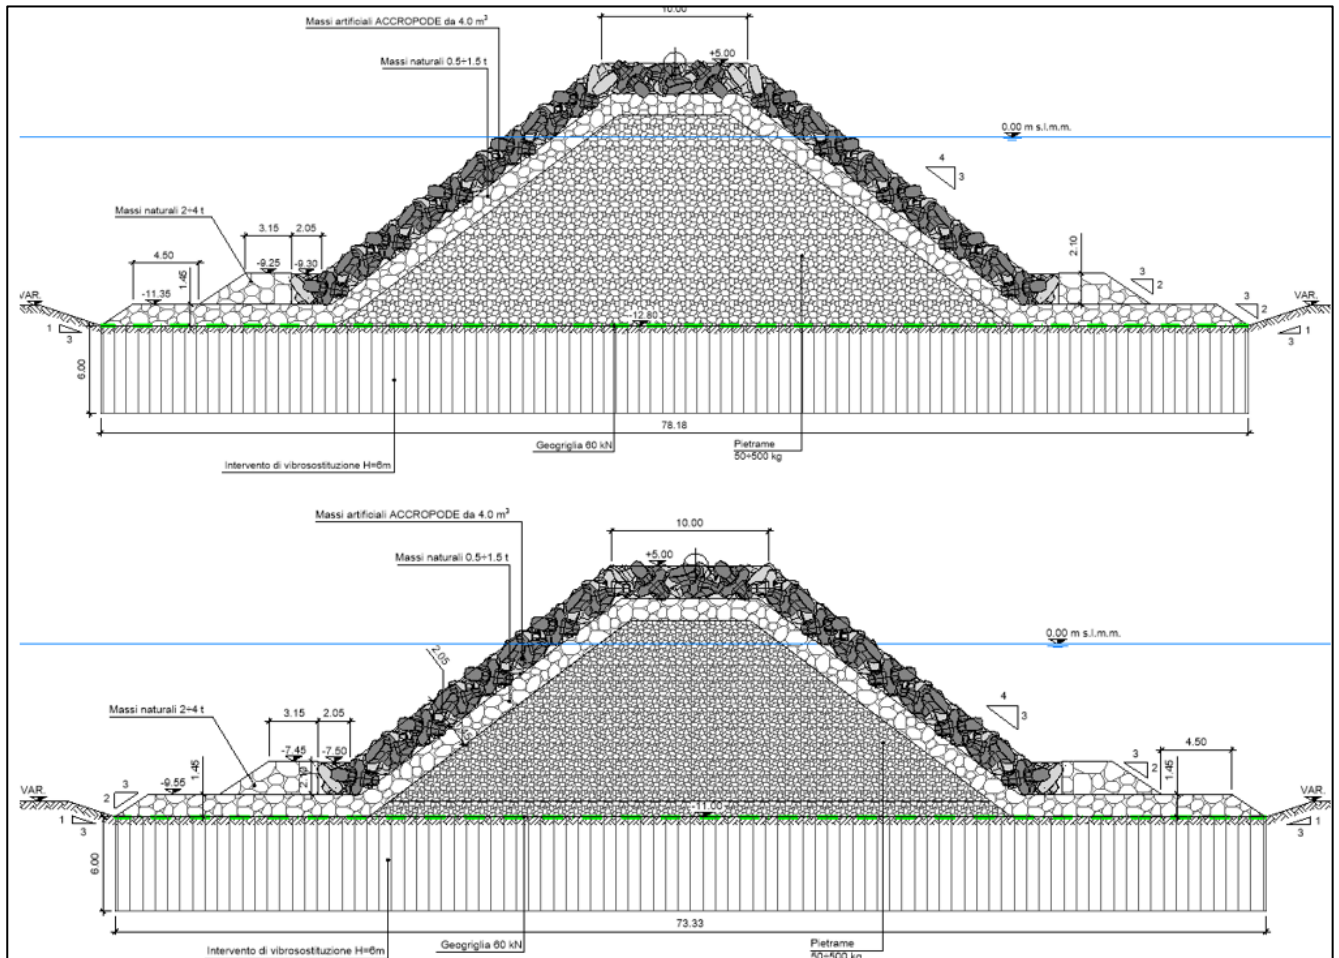 10.00
Massi artificiali ACCROPODE da 4.0 m³
+5.00
Massi naturali 0.5÷1.5 t
0.00 m s.l.m.m.
4
3
Massi naturali 2÷4 t
3.15
2.05
4.50
-9.25
-9.30
2.10
3
2
1.45
-11.35
VAR.
VAR.
3
2
-12.80
1
3
1
3
6.00
78.18
Geogriglia 60 kN
Pietrame
50÷500 kg
Intervento di vibrosostituzione H=6m
Massi artificiali ACCROPODE da 4.0 m³
10.00
+5.00
Massi naturali 0.5÷1.5 t
0.00 m s.l.m.m.
2.05
4
3
Massi naturali 2÷4 t
3.15
2.05
4.50
-7.45
-7.50
3
2
1.45
2.10
1.45
-9.55
3
2
VAR.
VAR.
-11.00
1
3
1
3
6.00
73.33
Intervento di vibrosostituzione H=6m
Geogriglia 60 kN
Pietrame
50÷500 kg